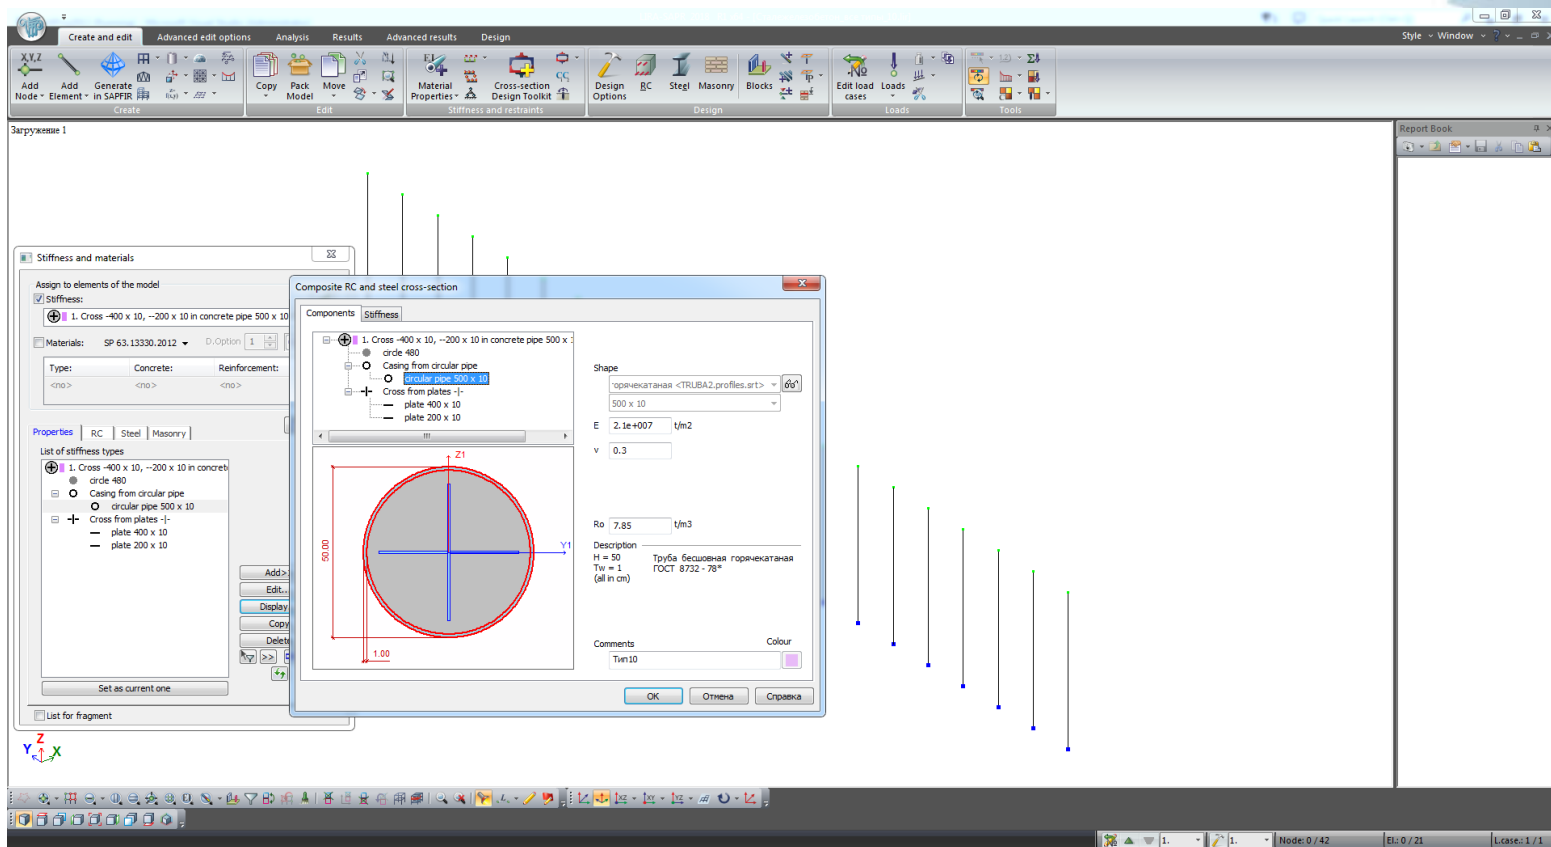 Create and edit
Advanced edit options
Analysis
Results
Advanced results
Design
Style
Window
X,Y,Z
Add Node
Add Element
Generate in SAPFIR
f(x)
Create
Copy
Pack Model
Move
Edit
EI
Material Properties
Cross-section Design Toolkit
Stiffness and restraints
Design Options
RC
Steel
Masonry
Blocks
Design
№
Edit load cases
Loads
Loads
Tools
Загружение 1
Report Book
Stiffness and materials
Assign to elements of the model
Stiffness:
1. Cross -400 x 10, --200 x 10 in concrete pipe 500 x 10
Materials:
SP 63.13330.2012
D.Option
1
Type:
Concrete:
Reinforcement:
<no>
<no>
<no>
Properties
RC
Steel
Masonry
List of stiffness types
1. Cross -400 x 10, --200 x 10 in concret
circle 480
Casing from circular pipe
circular pipe 500 x 10
Cross from plates -|-
plate 400 x 10
plate 200 x 10
Add>
Edit...
Display
Copy
Delete
>>
Set as current one
List for fragment
Composite RC and steel cross-section
Components
Stiffness
1. Cross -400 x 10, --200 x 10 in concrete pipe 500 x
circle 480
Casing from circular pipe
circular pipe 500 x 10
Cross from plates -|-
plate 400 x 10
plate 200 x 10
Z1
Y1
50.00
1.00
Shape
орячекатаная <TRUBA2.profiles.srt>
500 x 10
E
2.1e+007
t/m2
ν
0.3
Ro
7.85
t/m3
Description
H = 50
Труба бесшовная горячекатаная
Tw = 1
ГОСТ 8732 - 78*
(all in cm)
Comments
Colour
Тип10
OK
Отмена
Справка
Z
Y
X
XZ
XY
YZ
1.
1.
Node: 0 / 42
El.: 0 / 21
L.case.: 1 / 1